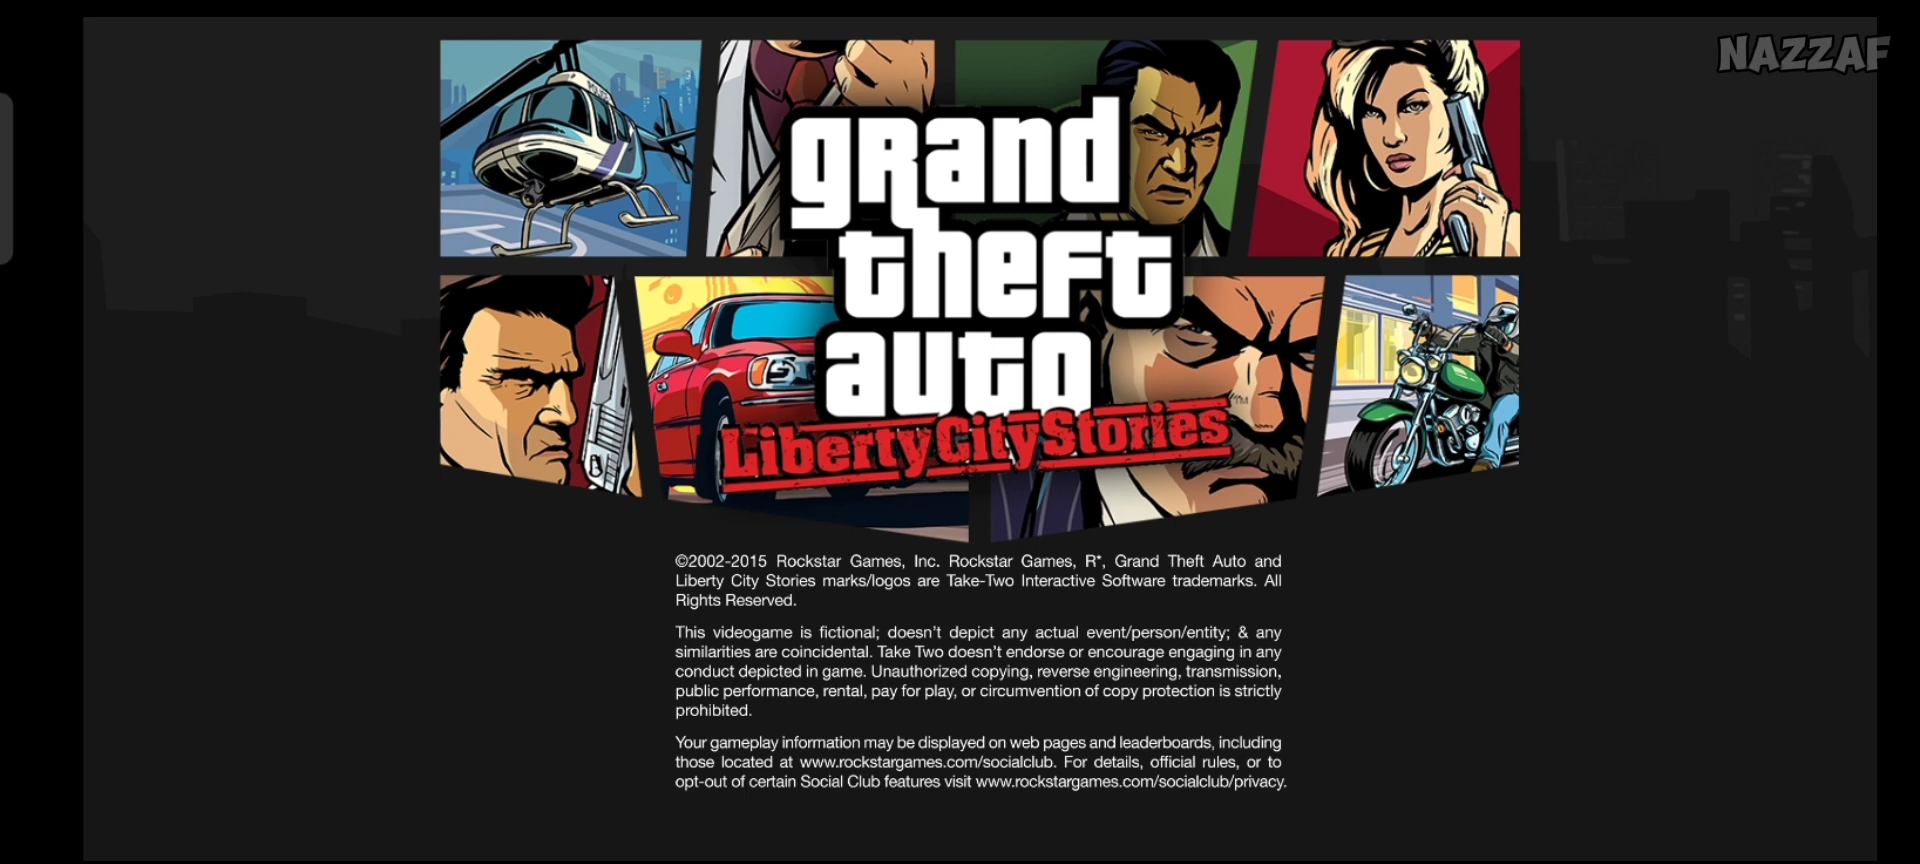 NAZZAF
POLICE
grand
theft
auto
Liberty City Stories
©2002-2015 Rockstar Games, Inc. Rockstar Games, R*, Grand Theft Auto and
Liberty City Stories marks/logos are Take-Two Interactive Software trademarks. All
Rights Reserved.
This videogame is fictional; doesn't depict any actual event/person/entity; & any
similarities are coincidental. Take Two doesn't endorse or encourage engaging in any
conduct depicted in game. Unauthorized copying, reverse engineering, transmission,
public performance, rental, pay for play, or circumvention of copy protection is strictly
prohibited.
Your gameplay information may be displayed on web pages and leaderboards, including
those located at www.rockstargames.com/socialclub. For details, official rules, or to
opt-out of certain Social Club features visit www.rockstargames.com/socialclub/privacy.